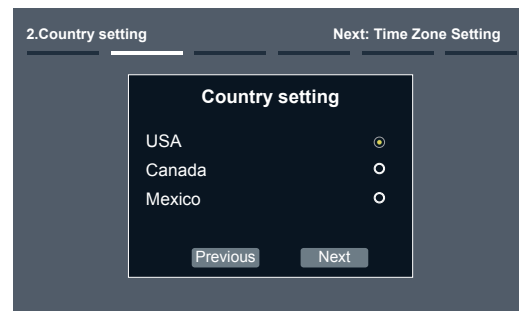 2.Country setting Next: Time Zone Setting
Country setting
USA
Canada
Mexico
Previous Next